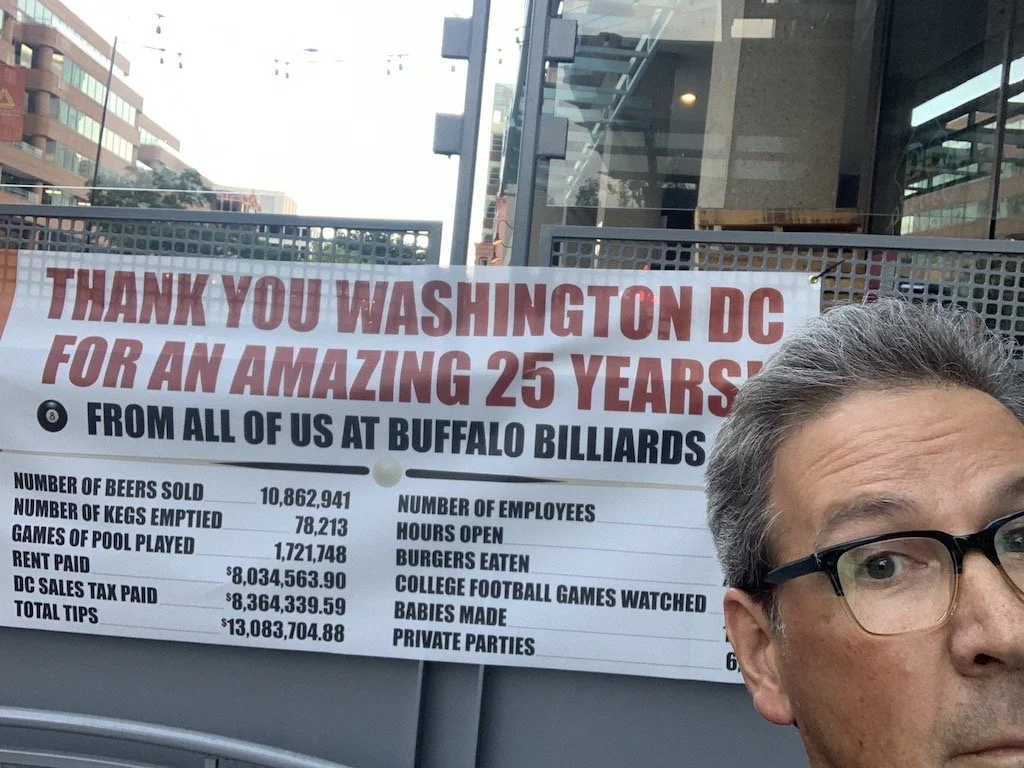 THANK YOU WASHINGTON DC
FOR AN AMAZING 25 YEARS!
8 FROM ALL OF US AT BUFFALO BILLIARDS
NUMBER OF BEERS SOLD 10,862,941
NUMBER OF KEGS EMPTIED 78,213
GAMES OF POOL PLAYED 1,721,748
RENT PAID $8,034,563.90
DC SALES TAX PAID $8,364,339.59
TOTAL TIPS $13,083,704.88
NUMBER OF EMPLOYEES
HOURS OPEN
BURGERS EATEN
COLLEGE FOOTBALL GAMES WATCHED
BABIES MADE
PRIVATE PARTIES 6,